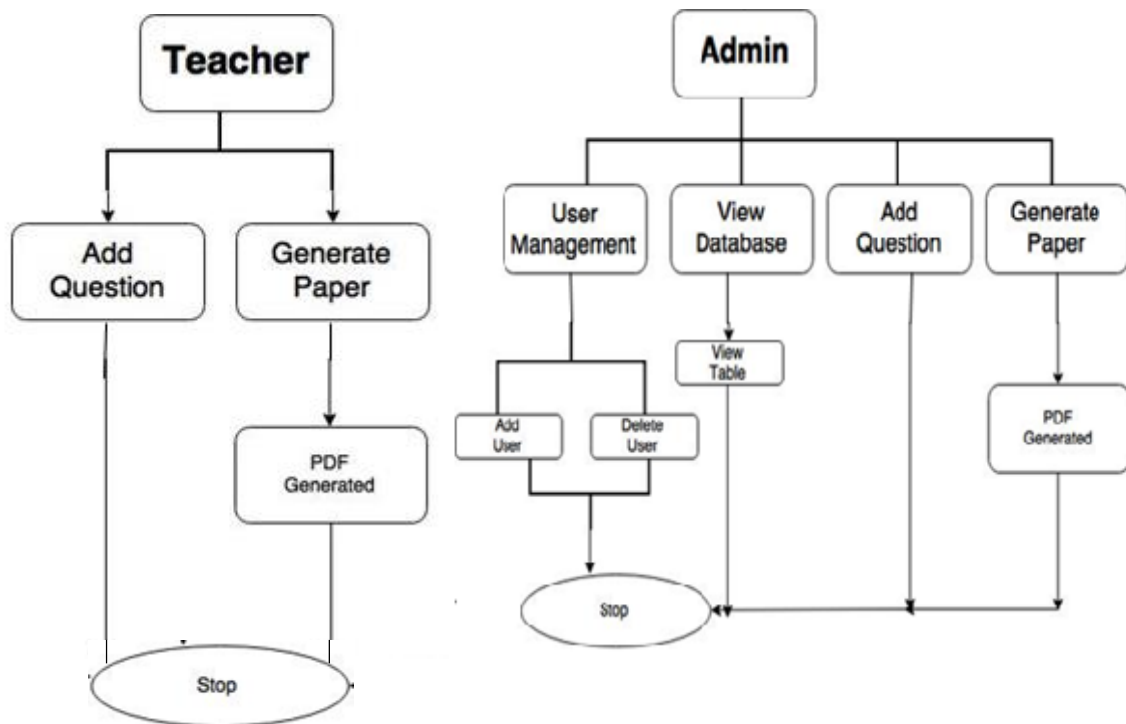 Teacher
Add
Question
Generate
Paper
PDF
Generated
Stop
Admin
User
Management
View
Database
Add
Question
Generate
Paper
View
Table
Add
User
Delete
User
PDF
Generated
Stop